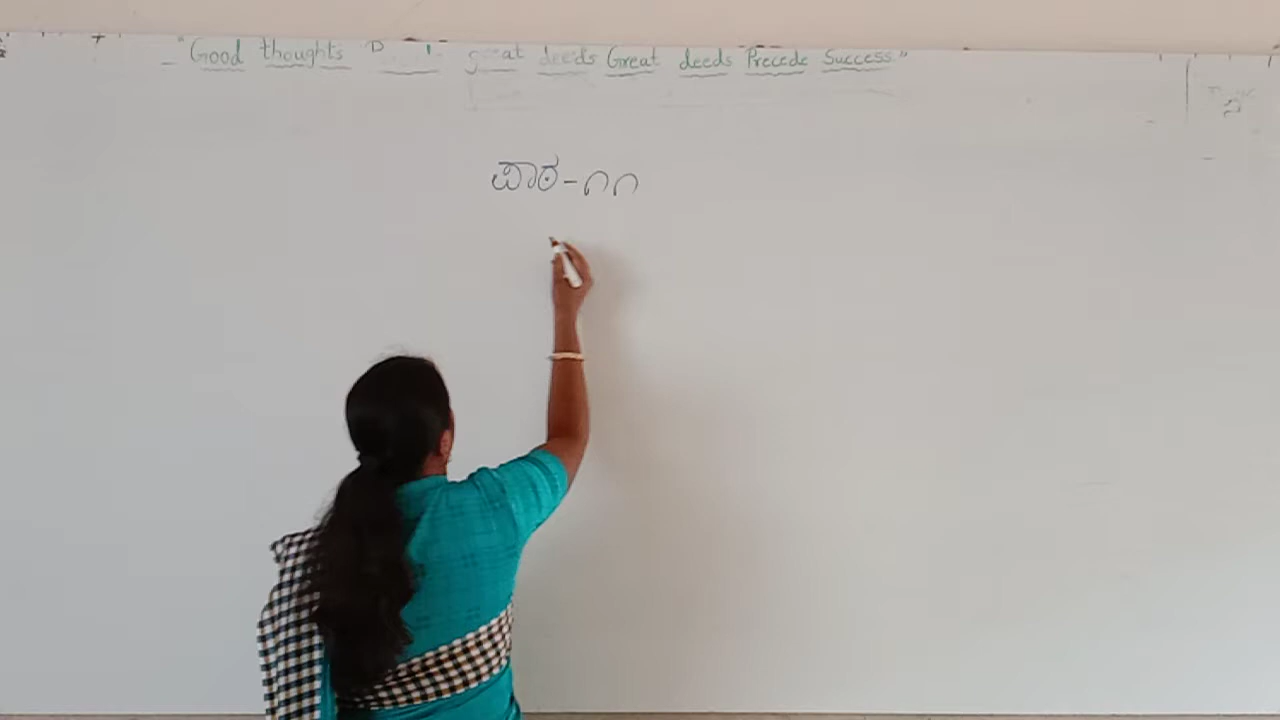 "Good thoughts great deeds Great deeds Precede Success"
ಪಾಠ-೧೧